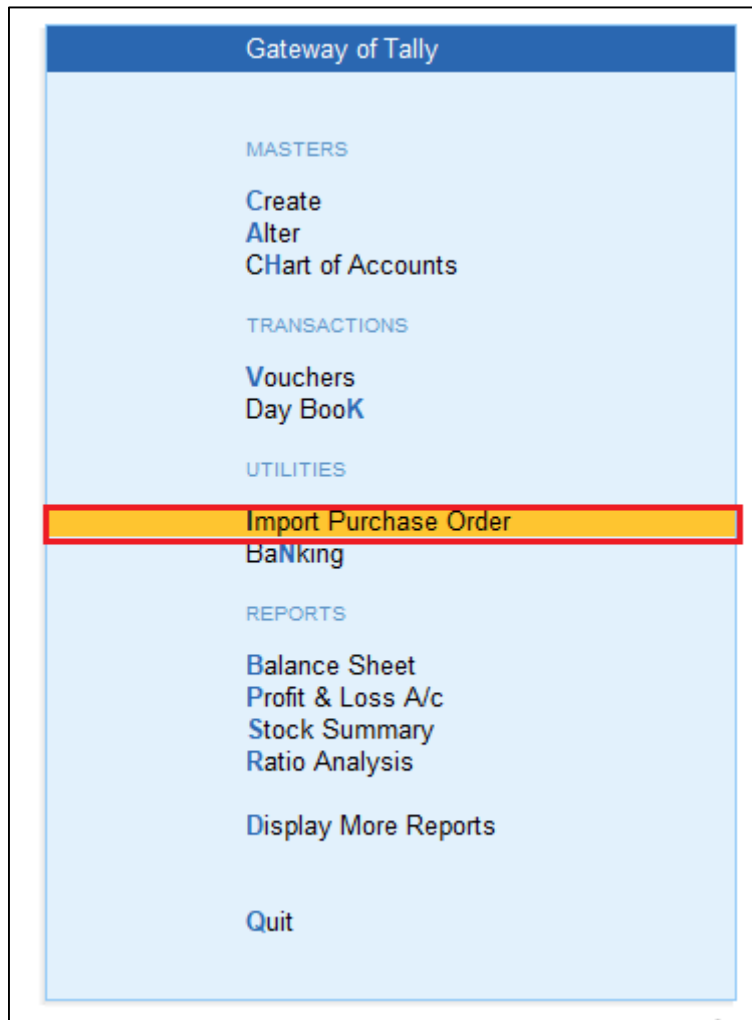 Gateway of Tally
MASTERS
Create
Alter
CHart of Accounts
TRANSACTIONS
Vouchers
Day BooK
UTILITIES
Import Purchase Order
BaNking
REPORTS
Balance Sheet
Profit & Loss A/c
Stock Summary
Ratio Analysis
Display More Reports
Quit